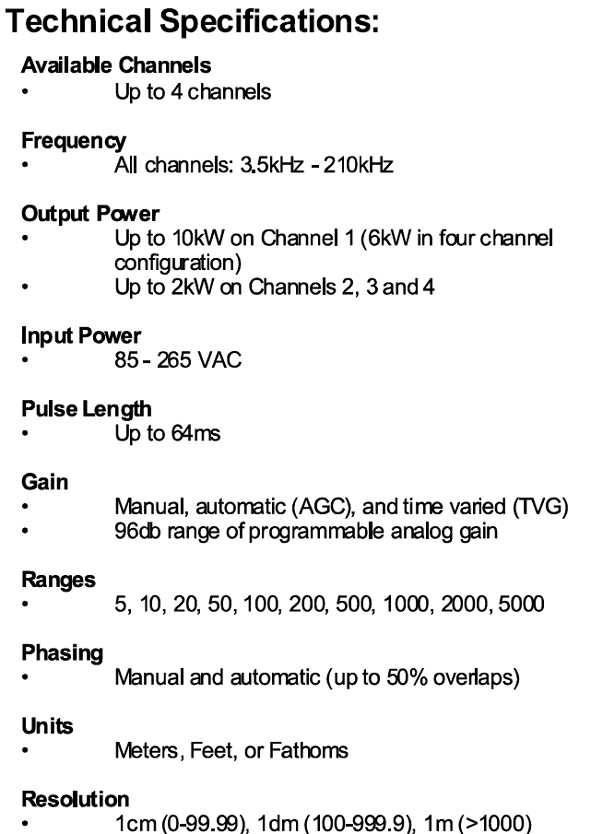 Technical Specifications:
Available Channels
• Up to 4 channels
Frequency
• All channels: 3.5kHz - 210kHz
Output Power
• Up to 10kW on Channel 1 (6kW in four channel
configuration)
• Up to 2kW on Channels 2, 3 and 4
Input Power
• 85 - 265 VAC
Pulse Length
• Up to 64ms
Gain
• Manual, automatic (AGC), and time varied (TVG)
• 96db range of programmable analog gain
Ranges
• 5, 10, 20, 50, 100, 200, 500, 1000, 2000, 5000
Phasing
• Manual and automatic (up to 50% overlaps)
Units
• Meters, Feet, or Fathoms
Resolution
• 1cm (0-99.99), 1dm (100-999.9), 1m (>1000)